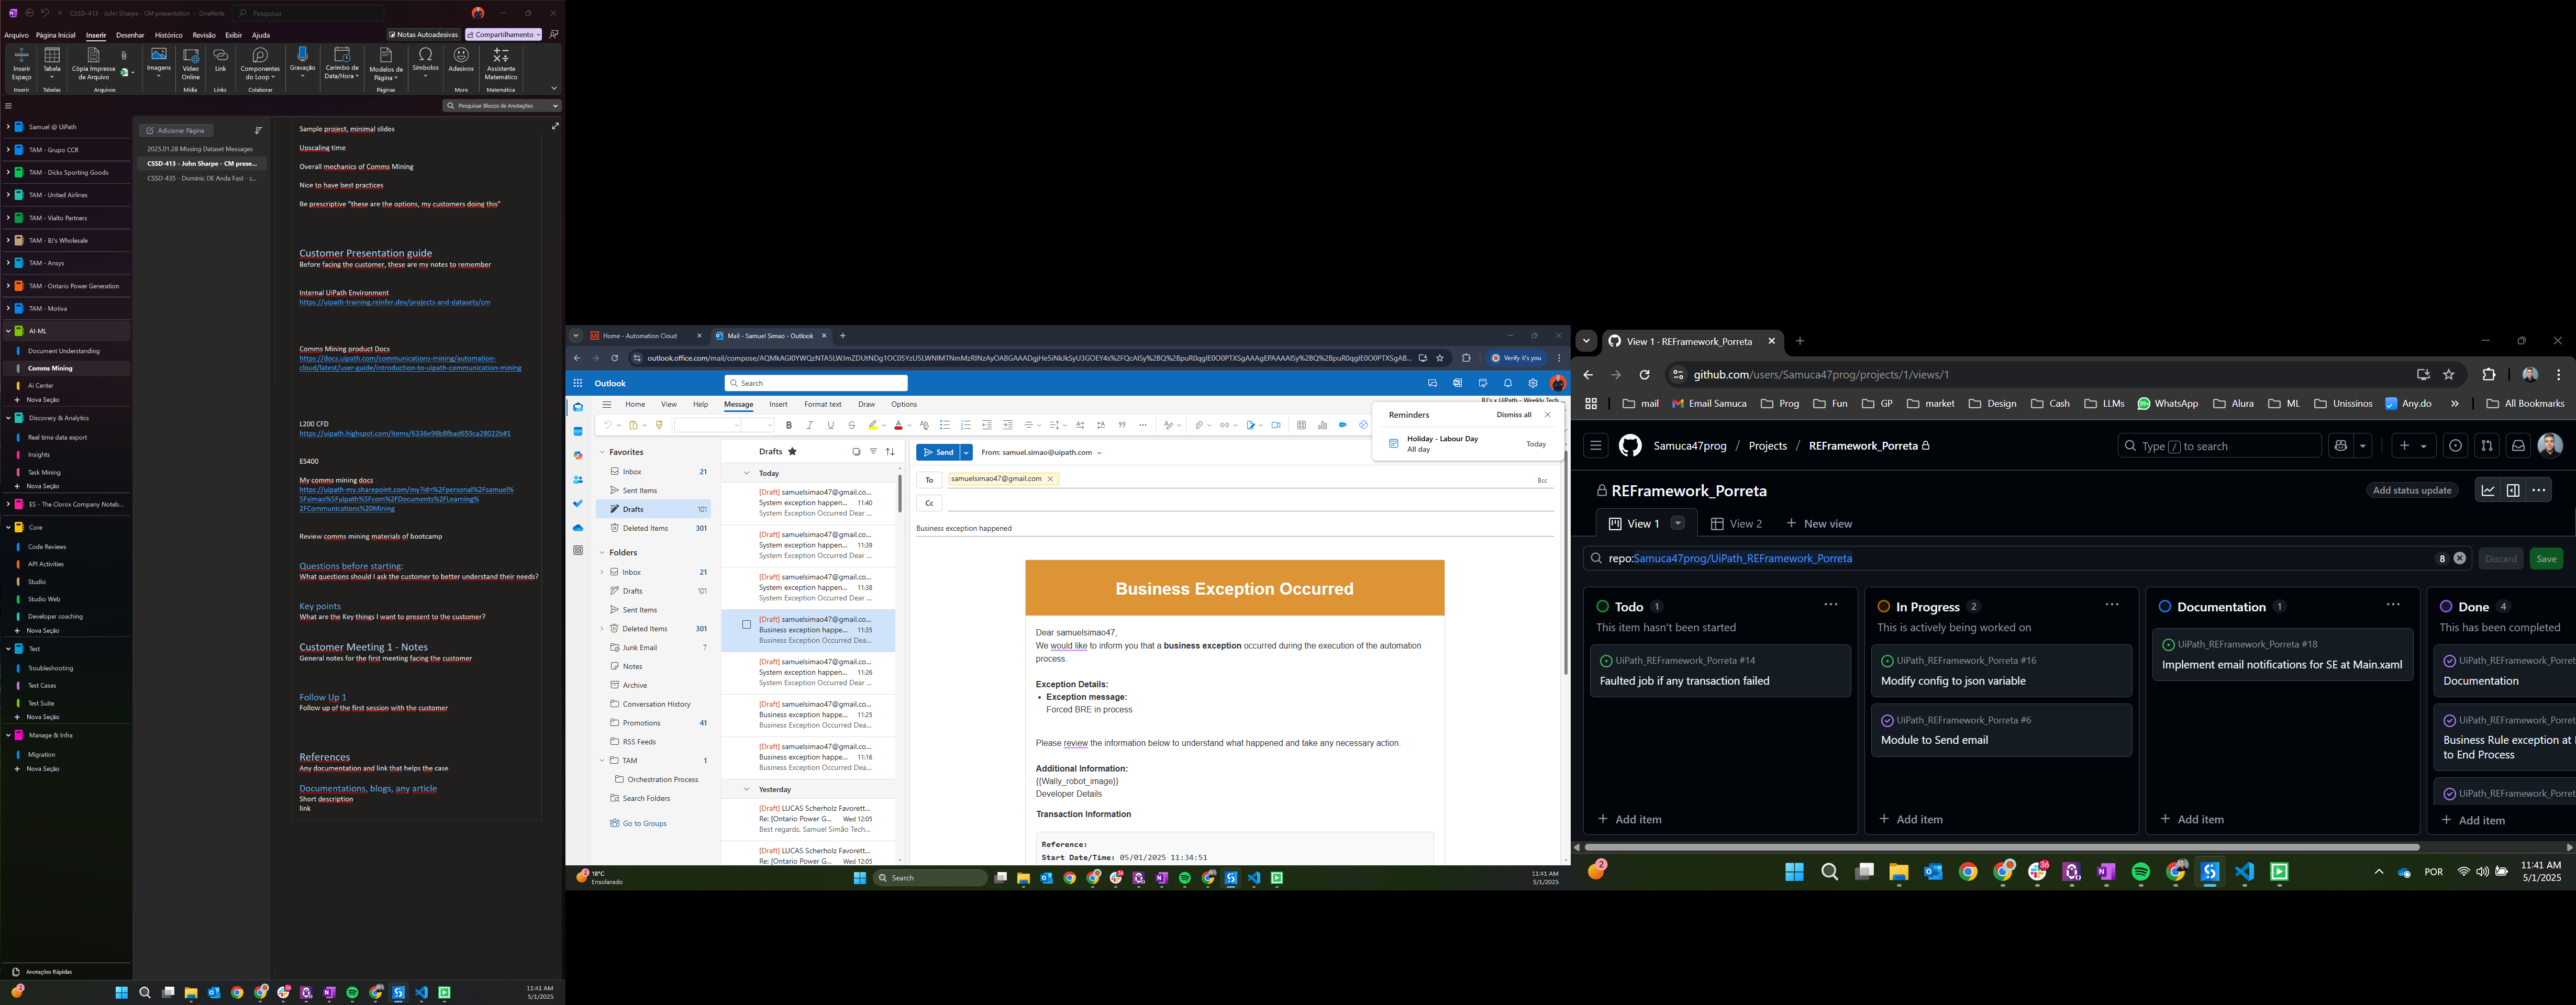 CSSD-413 - John Sharpe - CM presentation - OneNote
Pesquisar
Arquivo Página Inicial Inserir Desenhar Histórico Revisão Exibir Ajuda
Notas Autoadesivas
Compartilhamento
Inserir Espaço
Tabela
Cópia Impressa de Arquivo
Imagens
Vídeo Online
Link
Componentes do Loop
Gravação
Carimbo de Data/Hora
Modelos de Página
Símbolos
Adesivos
Assistente Matemático
Inserir Tabelas Arquivos Mídia Links Colaborar Páginas More Matemática
Pesquisar Blocos de Anotações
Samuel @ UiPath
TAM - Grupo CCR
TAM - Dicks Sporting Goods
TAM - United Airlines
TAM - Vialto Partners
TAM - BJ's Wholesale
TAM - Ansys
TAM - Ontario Power Generation
TAM - Motiva
AI-ML
Document Understanding
Comms Mining
Ai Center
Nova Seção
Discovery & Analytics
Real time data export
Insights
Task Mining
Nova Seção
ES - The Clorox Company Noteb...
Core
Code Reviews
API Activities
Studio
Studio Web
Developer coaching
Nova Seção
Test
Troubleshooting
Test Cases
Test Suite
Nova Seção
Manage & Infra
Migration
Nova Seção
Anotações Rápidas
Adicionar Página
2025.01.28 Missing Dataset Messages
CSSD-413 - John Sharpe - CM prese...
CSSD-435 - Dominic DE Anda Fast - c...
Sample project, minimal slides
Upscaling time
Overall mechanics of Comms Mining
Nice to have best practices
Be prescriptive "these are the options, my customers doing this"
Customer Presentation guide
Before facing the customer, these are my notes to remember
Internal UiPath Environment
https://uipath-training.reinfer.dev/projects-and-datasets/cm
Comms Mining product Docs
https://docs.uipath.com/communications-mining/automation-
cloud/latest/user-guide/introduction-to-uipath-communication-mining
L200 CFD
https://uipath.highspot.com/items/6336e98b8fbad659ca28022b#1
ES400
My comms mining docs
https://uipath-my.sharepoint.com/my?id=%2Fpersonal%2Fsamuel%
5Fsimao%5Fuipath%5Fcom%2FDocuments%2FLearning%
2FCommunications%20Mining
Review comms mining materials of bootcamp
Questions before starting:
What questions should I ask the customer to better understand their needs?
Key points
What are the Key things I want to present to the customer?
Customer Meeting 1 - Notes
General notes for the first meeting facing the customer
Follow Up 1
Follow up of the first session with the customer
References
Any documentation and link that helps the case
Documentations, blogs, any article
Short description
link
11:41 AM
5/1/2025
Home - Automation Cloud
Mail - Samuel Simao - Outlook
Verify it's you
Outlook
Search
Home View Help Message Insert Format text Draw Options
BJ's x UiPath - Weekly Tech
Reminders
Dismiss all
Holiday - Labour Day
All day
Today
Favorites
Inbox 21
Sent Items
Drafts 101
Deleted Items 301
Folders
Inbox 21
Drafts 101
Sent Items
Deleted Items 301
Junk Email 7
Notes
Archive
Conversation History
Promotions 41
RSS Feeds
TAM 1
Orchestration Process
Search Folders
Go to Groups
Drafts
Today
[Draft] samuelsimao47@gmail.co...
System exception happen... 11:40
System Exception Occurred Dear ...
[Draft] samuelsimao47@gmail.co...
System exception happen... 11:39
System Exception Occurred Dear ...
[Draft] samuelsimao47@gmail.co...
System exception happen... 11:38
System Exception Occurred Dear ...
[Draft] samuelsimao47@gmail.co...
Business exception happe... 11:35
Business Exception Occurred Dea...
[Draft] samuelsimao47@gmail.co...
System exception happen... 11:26
System Exception Occurred Dear ...
[Draft] samuelsimao47@gmail.co...
Business exception happe... 11:25
Business Exception Occurred Dea...
[Draft] samuelsimao47@gmail.co...
Business exception happe... 11:16
Business Exception Occurred Dea...
Yesterday
[Draft] LUCAS Scherholz Favorett...
Re: [Ontario Power G... Wed 12:05
Best regards, Samuel Simão Tech...
[Draft] LUCAS Scherholz Favorett...
Re: [Ontario Power G... Wed 12:05
Send
From: samuel.simao@uipath.com
To
samuelsimao47@gmail.com
Bcc
Cc
Business exception happened
Business Exception Occurred
Dear samuelsimao47,
We would like to inform you that a business exception occurred during the execution of the automation
process.
Exception Details:
• Exception message:
Forced BRE in process
Please review the information below to understand what happened and take any necessary action.
Additional Information:
{{Wally_robot_image}}
Developer Details
Transaction Information
Reference:
Start Date/Time: 05/01/2025 11:34:51
18°C
Ensolarado
Search
11:41 AM
5/1/2025
View 1 · REFramework_Porreta
github.com/users/Samuca47prog/projects/1/views/1
mail
Email Samuca
Prog
Fun
GP
market
Design
Cash
LLMs
WhatsApp
Alura
ML
Unissinos
Any.do
All Bookmarks
Samuca47prog / Projects / REFramework_Porreta
Type / to search
REFramework_Porreta
Add status update
View 1
View 2
New view
repo:Samuca47prog/UiPath_REFramework_Porreta
8
Discard
Save
Todo 1
This item hasn't been started
UiPath_REFramework_Porreta #14
Faulted job if any transaction failed
Add item
In Progress 2
This is actively being worked on
UiPath_REFramework_Porreta #16
Modify config to json variable
UiPath_REFramework_Porreta #6
Module to Send email
Add item
Documentation 1
UiPath_REFramework_Porreta #18
Implement email notifications for SE at Main.xaml
Add item
Done 4
This has been completed
UiPath_REFramework_Porret
Documentation
UiPath_REFramework_Porret
Business Rule exception at
to End Process
UiPath_REFramework_Porret
Add item
POR
11:41 AM
5/1/2025